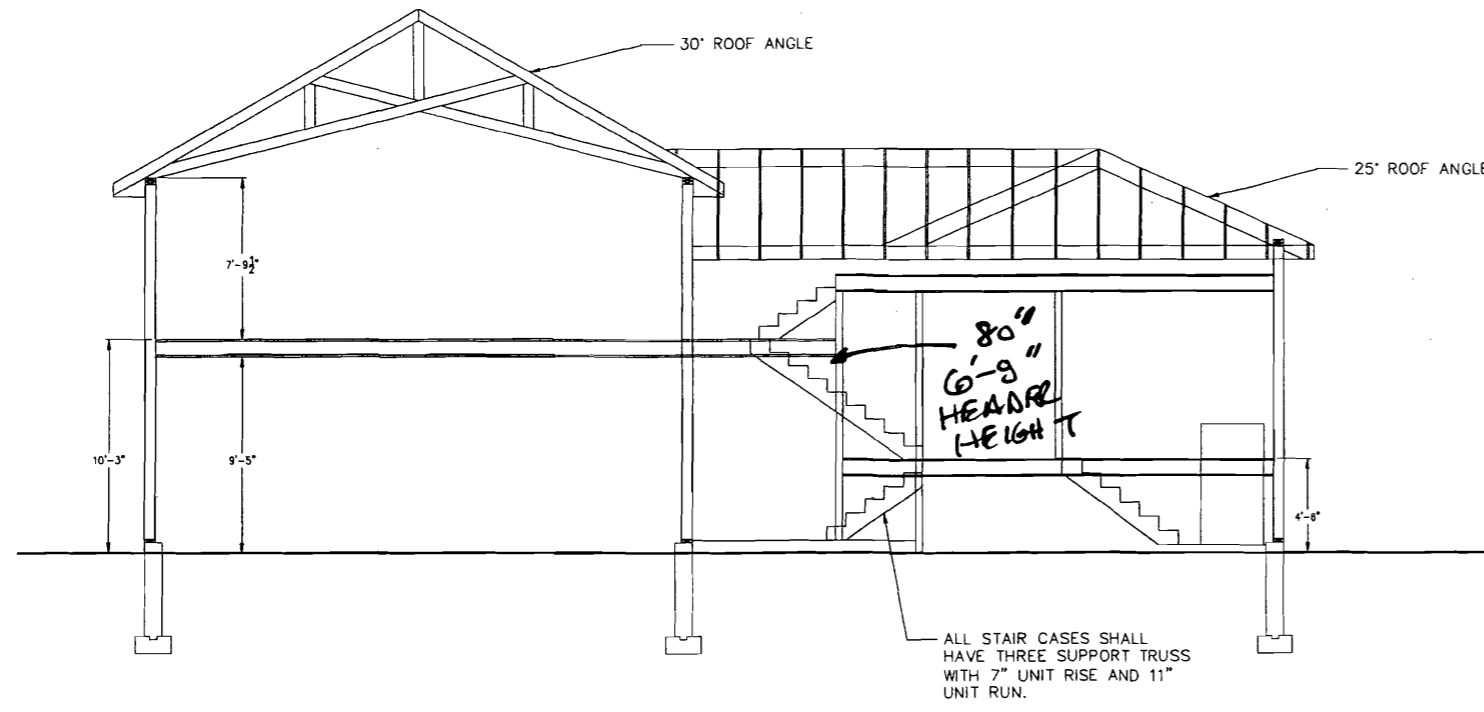 30° ROOF ANGLE
25° ROOF ANGLE
7'-9½"
80"
6'-9"
HEADER
HEIGHT
10'-3"
9'-5"
4'-8"
ALL STAIR CASES SHALL
HAVE THREE SUPPORT TRUSS
WITH 7" UNIT RISE AND 11"
UNIT RUN.